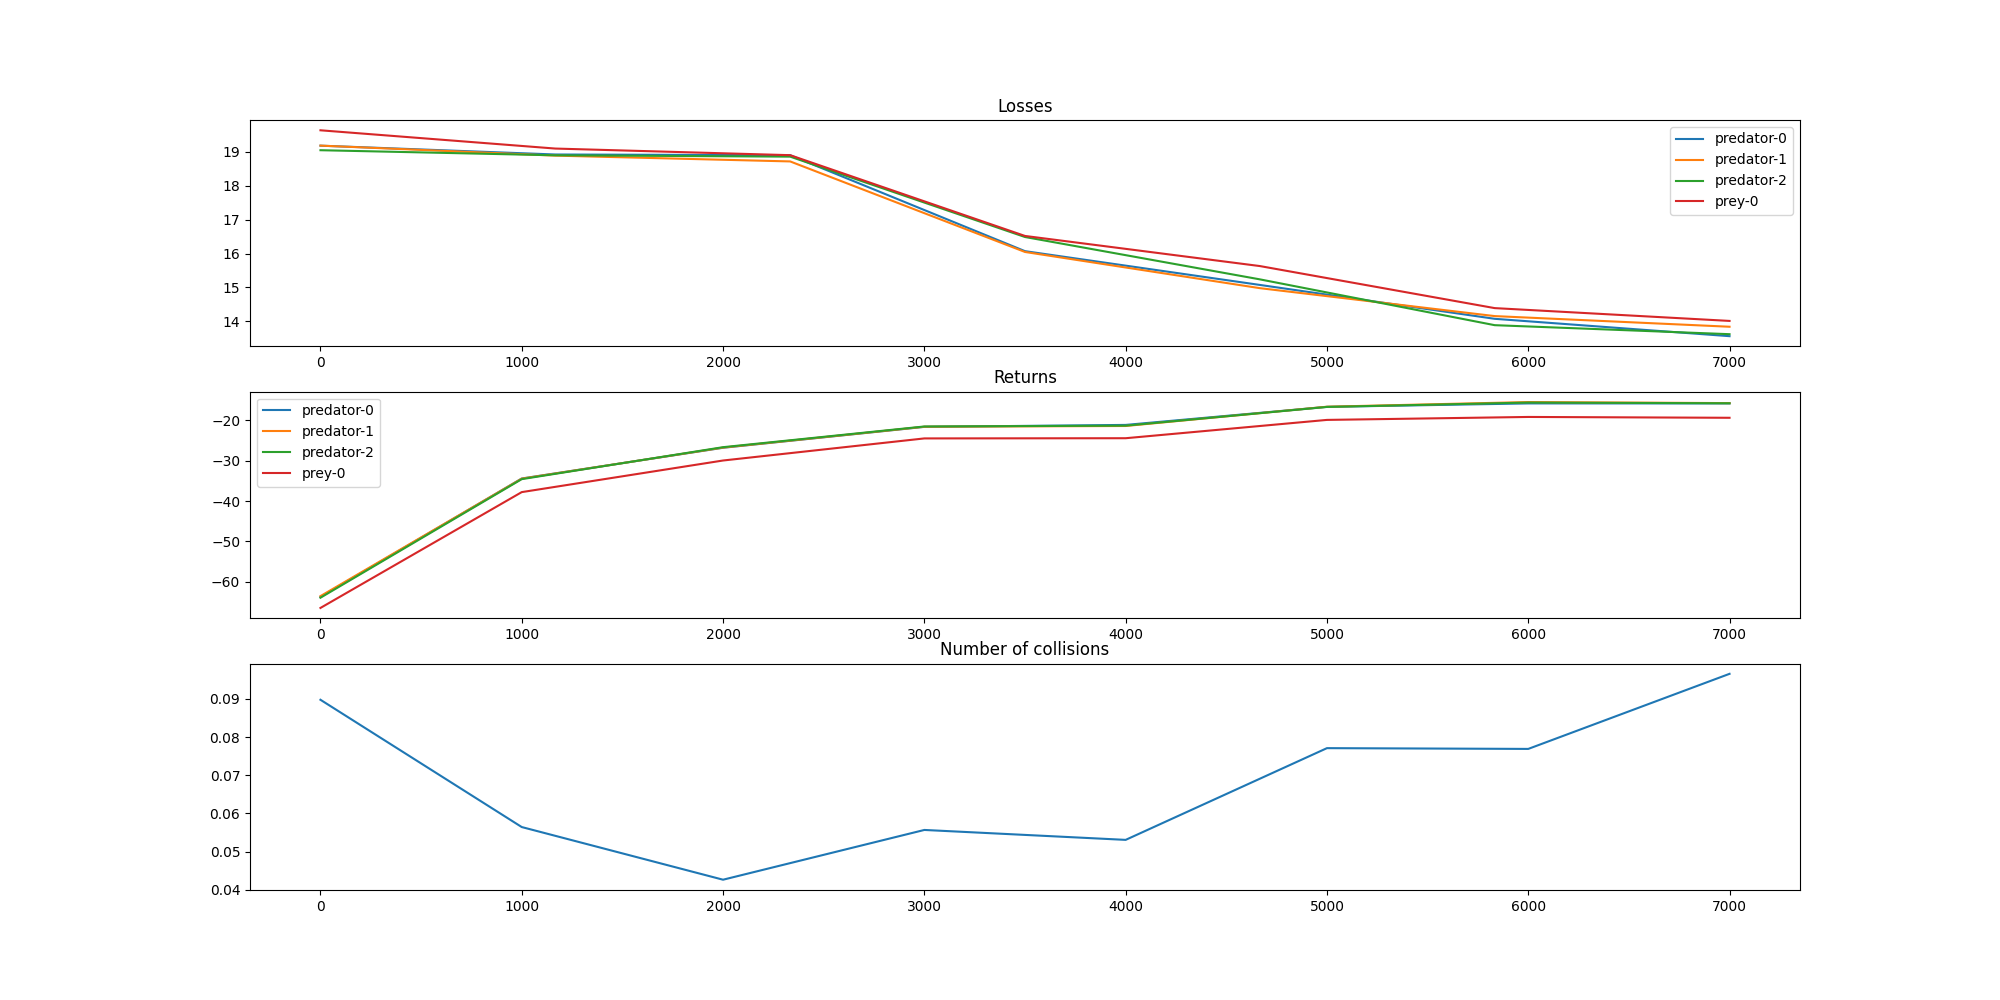 Losses
19
18
17
16
15
14
predator-0
predator-1
predator-2
prey-0
0 1000 2000 3000 4000 5000 6000 7000
Returns
−20
−30
−40
−50
−60
predator-0
predator-1
predator-2
prey-0
0 1000 2000 3000 4000 5000 6000 7000
Number of collisions
0.09
0.08
0.07
0.06
0.05
0.04
0 1000 2000 3000 4000 5000 6000 7000